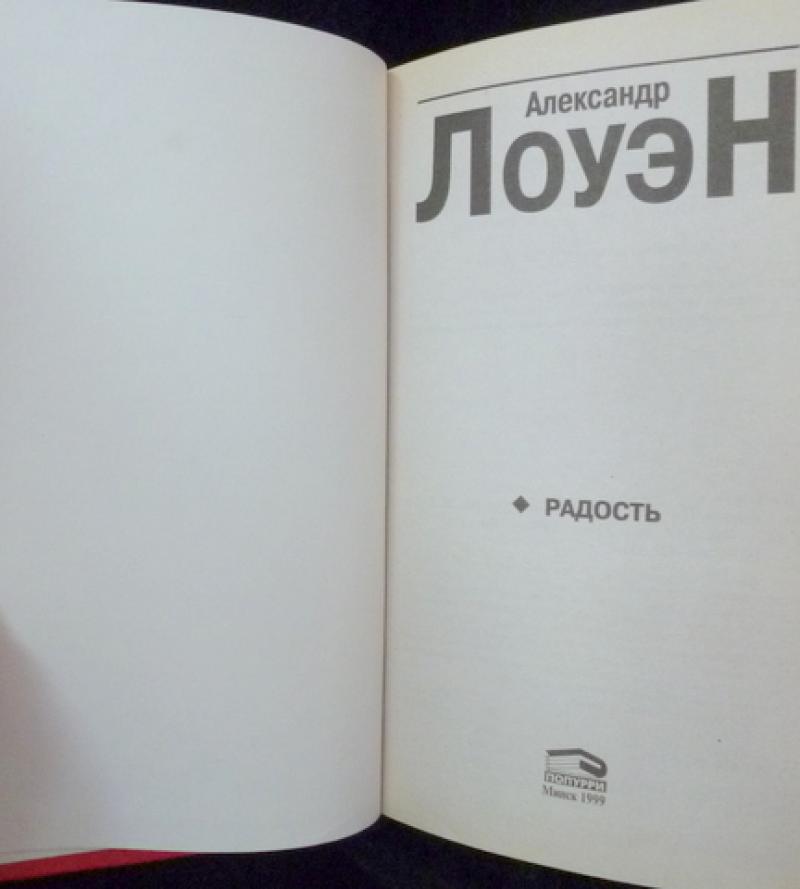 Александр
ЛОУЭН
◆ РАДОСТЬ
ПОПУРРИ
Минск 1999